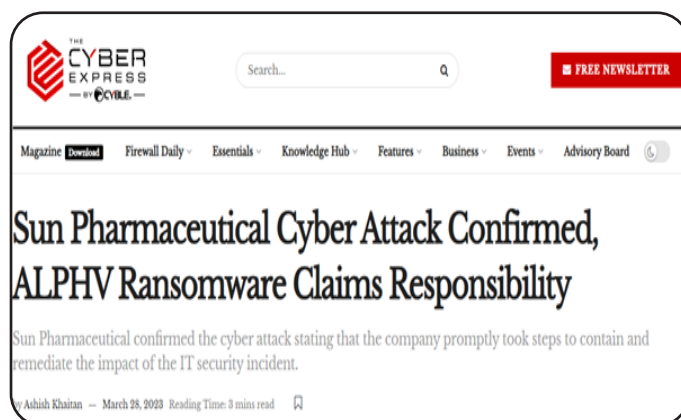 THE
CYBER
EXPRESS
BY CYBLE.
Search...
FREE NEWSLETTER
Magazine Download Firewall Daily Essentials Knowledge Hub Features Business Events Advisory Board
Sun Pharmaceutical Cyber Attack Confirmed,
ALPHV Ransomware Claims Responsibility
Sun Pharmaceutical confirmed the cyber attack stating that the company promptly took steps to contain and
remediate the impact of the IT security incident.
by Ashish Khaitan — March 28, 2023 Reading Time: 3 mins read